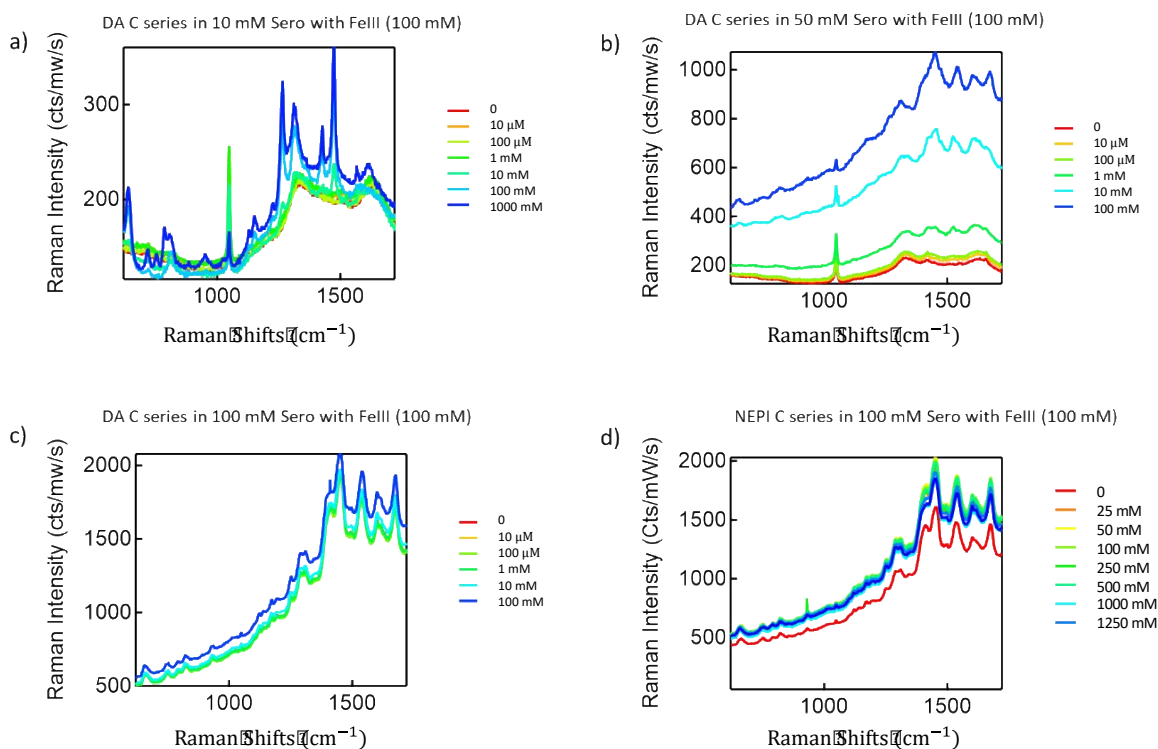 a)
DA C series in 10 mM Sero with FeIII (100 mM)
Raman Intensity (cts/mw/s)
300
200
1000
1500
Raman Shifts (cm⁻¹)
0
10 µM
100 µM
1 mM
10 mM
100 mM
1000 mM
b)
DA C series in 50 mM Sero with FeIII (100 mM)
Raman Intensity (cts/mw/s)
1000
800
600
400
200
1000
1500
Raman Shifts (cm⁻¹)
0
10 µM
100 µM
1 mM
10 mM
100 mM
c)
DA C series in 100 mM Sero with FeIII (100 mM)
Raman Intensity (cts/mw/s)
2000
1500
1000
500
1000
1500
Raman Shifts (cm⁻¹)
0
10 µM
100 µM
1 mM
10 mM
100 mM
d)
NEPI C series in 100 mM Sero with FeIII (100 mM)
Raman Intensity (Cts/mW/s)
2000
1500
1000
500
1000
1500
Raman Shifts (cm⁻¹)
0
25 mM
50 mM
100 mM
250 mM
500 mM
1000 mM
1250 mM